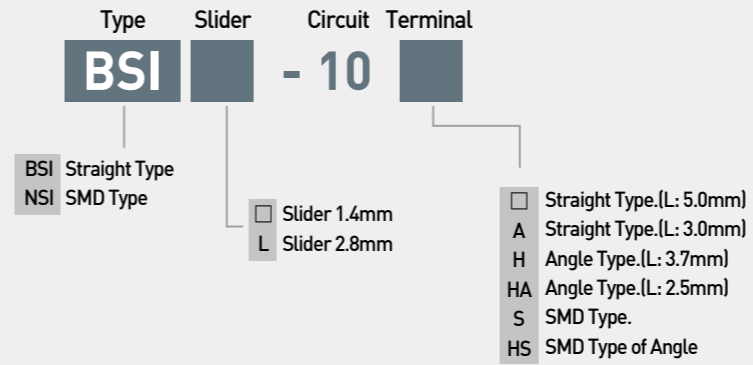 Type Slider Circuit Terminal
BSI - 10
BSI Straight Type
NSI SMD Type
□ Slider 1.4mm
L Slider 2.8mm
□ Straight Type.(L: 5.0mm)
A Straight Type.(L: 3.0mm)
H Angle Type.(L: 3.7mm)
HA Angle Type.(L: 2.5mm)
S SMD Type.
HS SMD Type of Angle